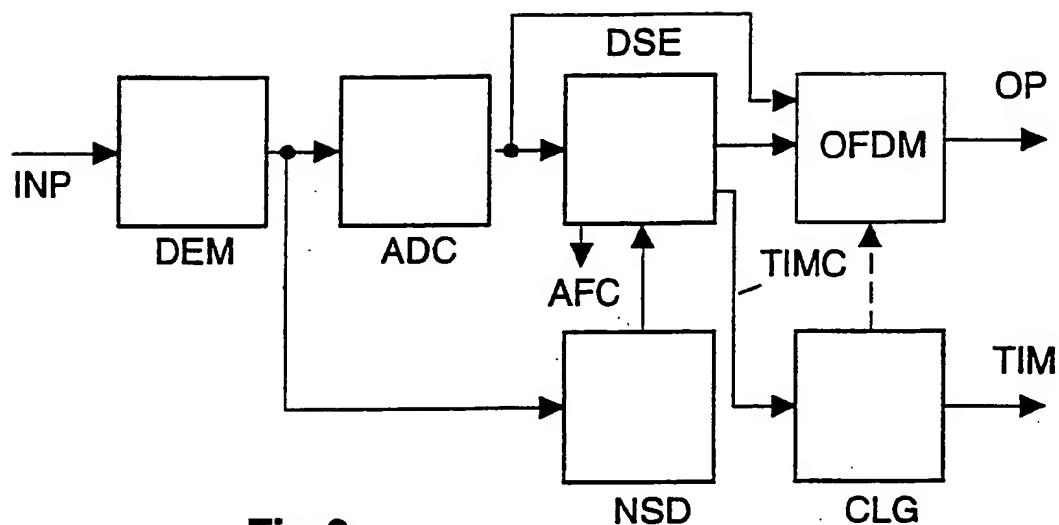 DSE
OP
OFDM
INP
DEM
ADC
AFC
TIMC
TIM
NSD
CLG